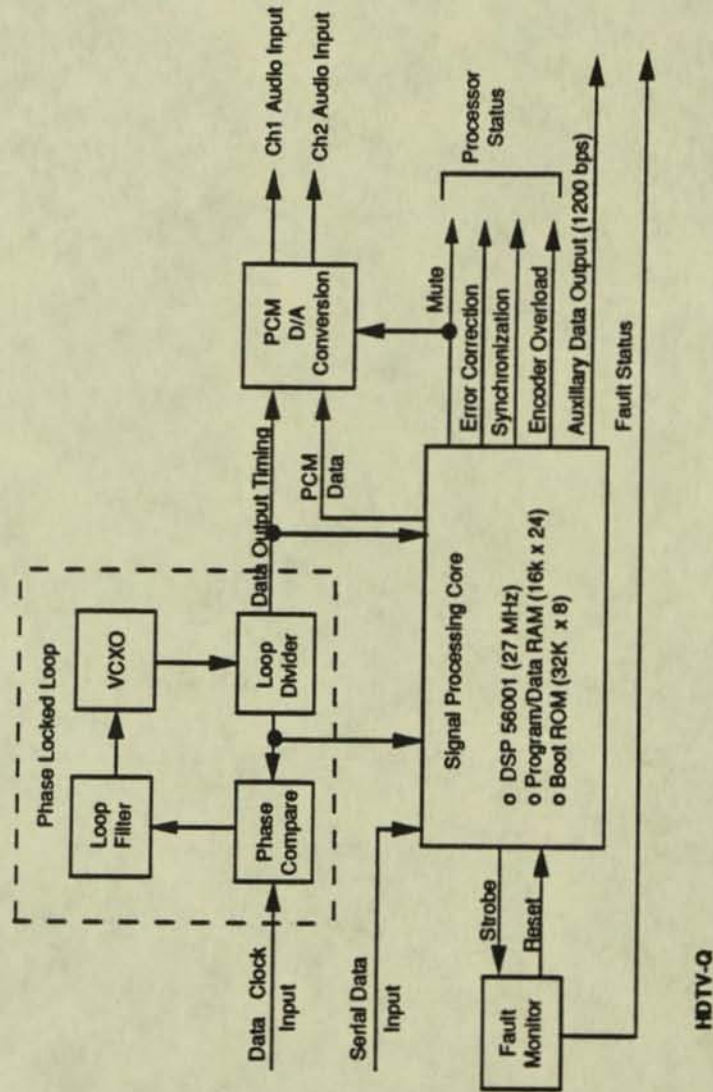 Phase Locked Loop
Loop
Filter
VCXO
Phase
Compare
Loop
Divider
Data Clock
Input
Data Output Timing
PCM
D/A
Conversion
Ch1 Audio Input
Ch2 Audio Input
Serial Data
Input
PCM
Data
Signal Processing Core
o DSP 56001 (27 MHz)
o Program/Data RAM (16k x 24)
o Boot ROM (32K x 8)
Mute
Error Correction
Synchronization
Encoder Overload
Processor
Status
Auxiliary Data Output (1200 bps)
Fault Status
Strobe
Reset
Fault
Monitor
HDTV-Q